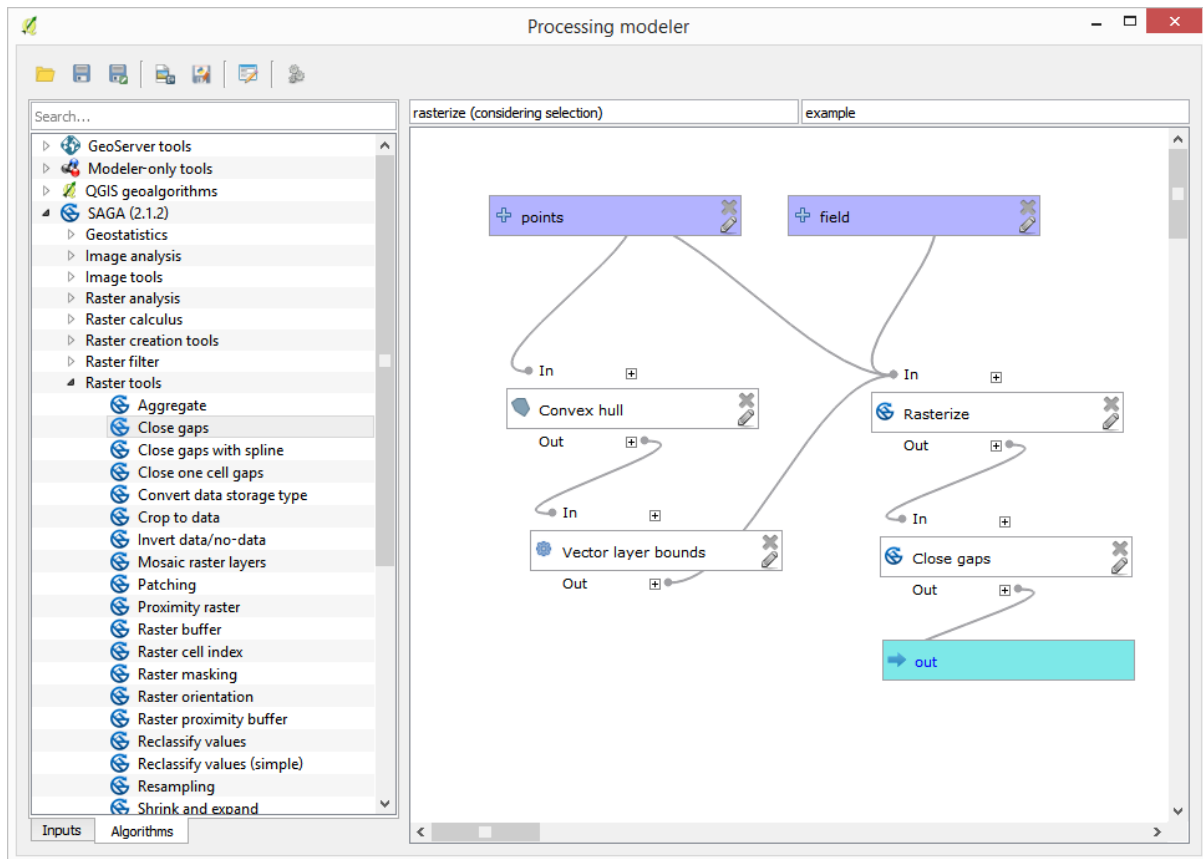 Processing modeler
Search...
rasterize (considering selection)
example
GeoServer tools
Modeler-only tools
QGIS geoalgorithms
SAGA (2.1.2)
Geostatistics
Image analysis
Image tools
Raster analysis
Raster calculus
Raster creation tools
Raster filter
Raster tools
Aggregate
Close gaps
Close gaps with spline
Close one cell gaps
Convert data storage type
Crop to data
Invert data/no-data
Mosaic raster layers
Patching
Proximity raster
Raster buffer
Raster cell index
Raster masking
Raster orientation
Raster proximity buffer
Reclassify values
Reclassify values (simple)
Resampling
Shrink and expand
Inputs
Algorithms
points
field
In
Convex hull
Out
In
Rasterize
Out
In
Vector layer bounds
Out
In
Close gaps
Out
out